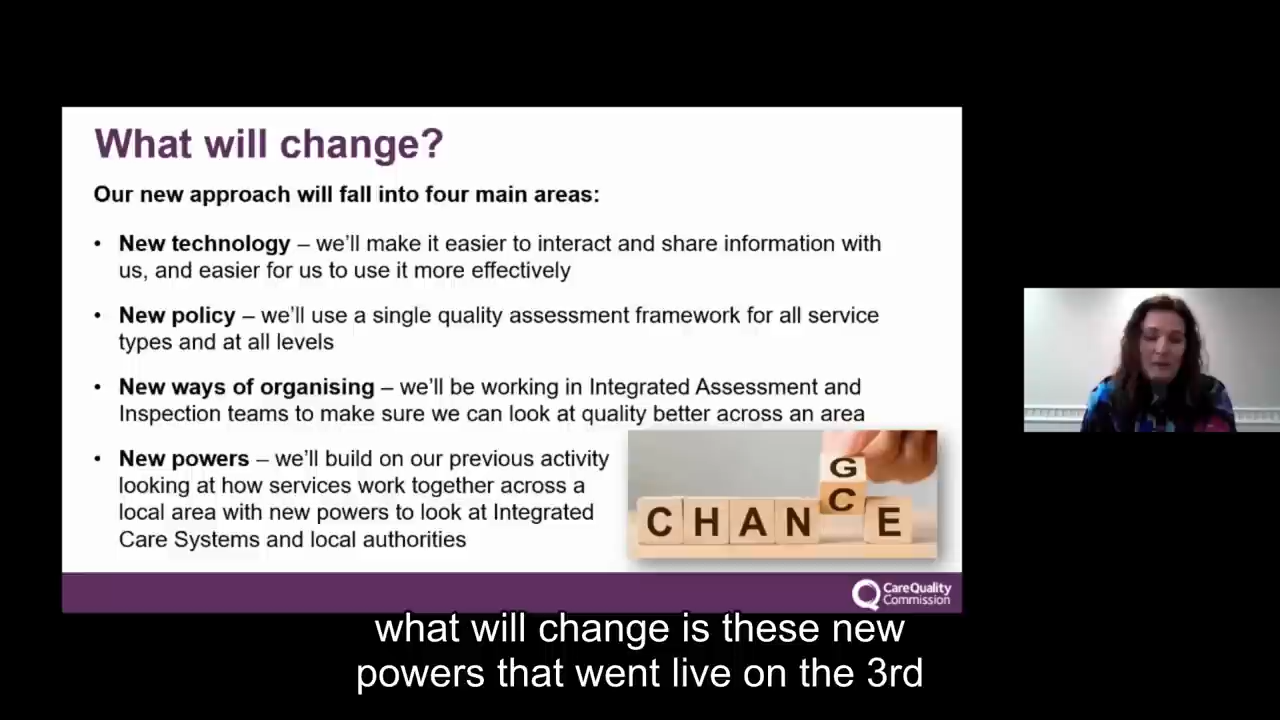 What will change?
Our new approach will fall into four main areas:
• New technology – we'll make it easier to interact and share information with
us, and easier for us to use it more effectively
• New policy – we'll use a single quality assessment framework for all service
types and at all levels
• New ways of organising – we'll be working in Integrated Assessment and
Inspection teams to make sure we can look at quality better across an area
• New powers – we'll build on our previous activity
looking at how services work together across a
local area with new powers to look at Integrated
Care Systems and local authorities
G
C
C H A N E
CareQuality
Commission
what will change is these new
powers that went live on the 3rd